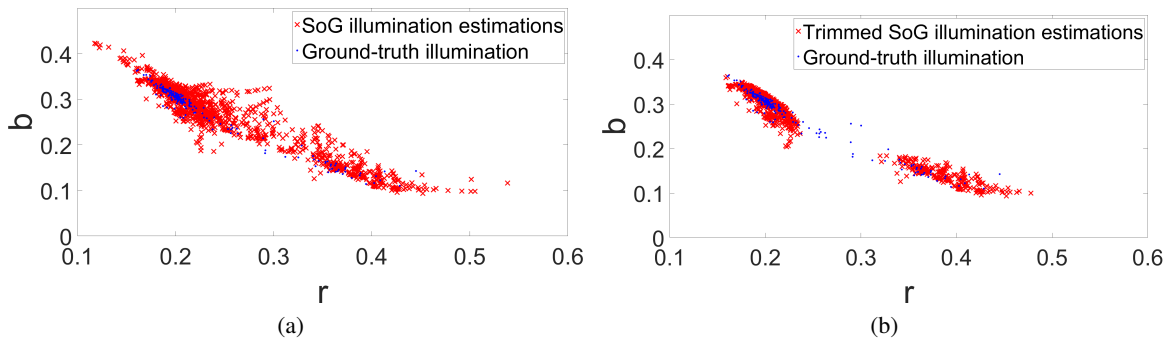 SoG illumination estimations
Ground-truth illumination
0.4
0.3
0.2
0.1
0
b
0.1 0.2 0.3 0.4 0.5 0.6
r
(a)
Trimmed SoG illumination estimations
Ground-truth illumination
0.4
0.3
0.2
0.1
0
b
0.1 0.2 0.3 0.4 0.5 0.6
r
(b)